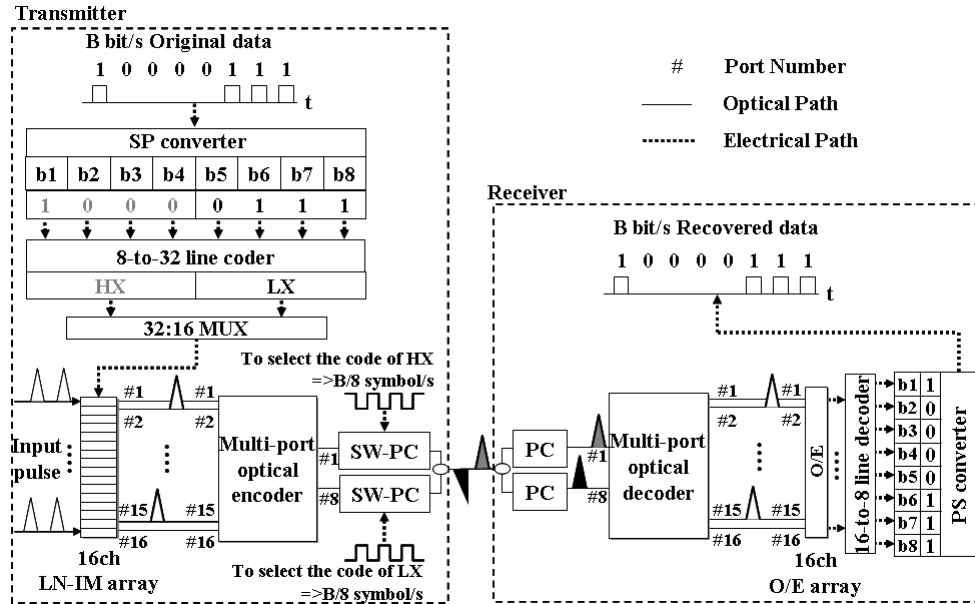 Transmitter
B bit/s Original data
1 0 0 0 0 1 1 1
t
SP converter
b1 b2 b3 b4 b5 b6 b7 b8
1 0 0 0 0 1 1 1
8-to-32 line coder
HX LX
32:16 MUX
To select the code of HX
=>B/8 symbol/s
Input
pulse
#1 #1
#2 #2
#15 #15
#16 #16
16ch
LN-IM array
Multi-port
optical
encoder
#1
#8
SW-PC
SW-PC
To select the code of LX
=>B/8 symbol/s
# Port Number
Optical Path
Electrical Path
Receiver
B bit/s Recovered data
1 0 0 0 0 1 1 1
t
PC
PC
#1
#8
Multi-port
optical
decoder
#1 #1
#2 #2
#15 #15
#16 #16
O/E
16ch
O/E array
16-to-8 line decoder
b1 1
b2 0
b3 0
b4 0
b5 0
b6 1
b7 1
b8 1
PS converter